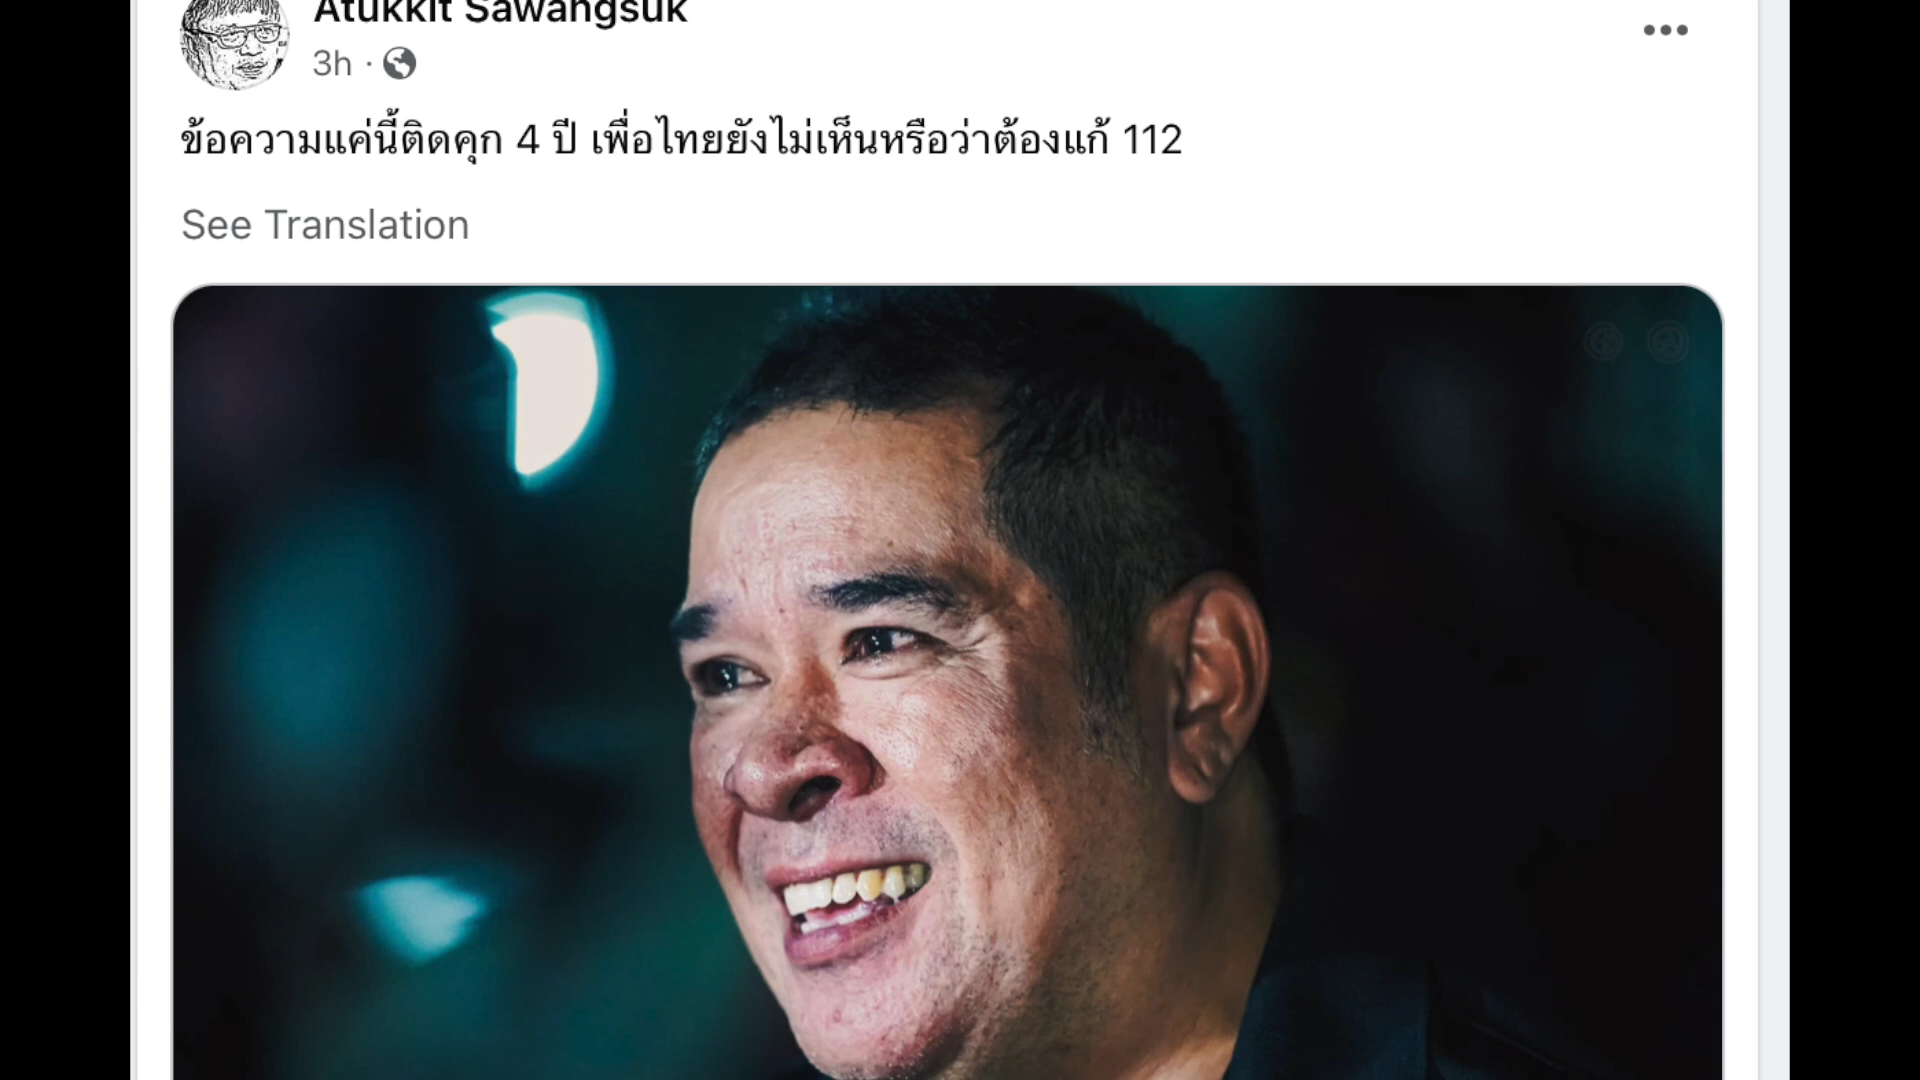 Atukkit Sawangsuk
3h ·
ข้อความแค่นี้ติดคุก 4 ปี เพื่อไทยยังไม่เห็นหรือว่าต้องแก้ 112
See Translation